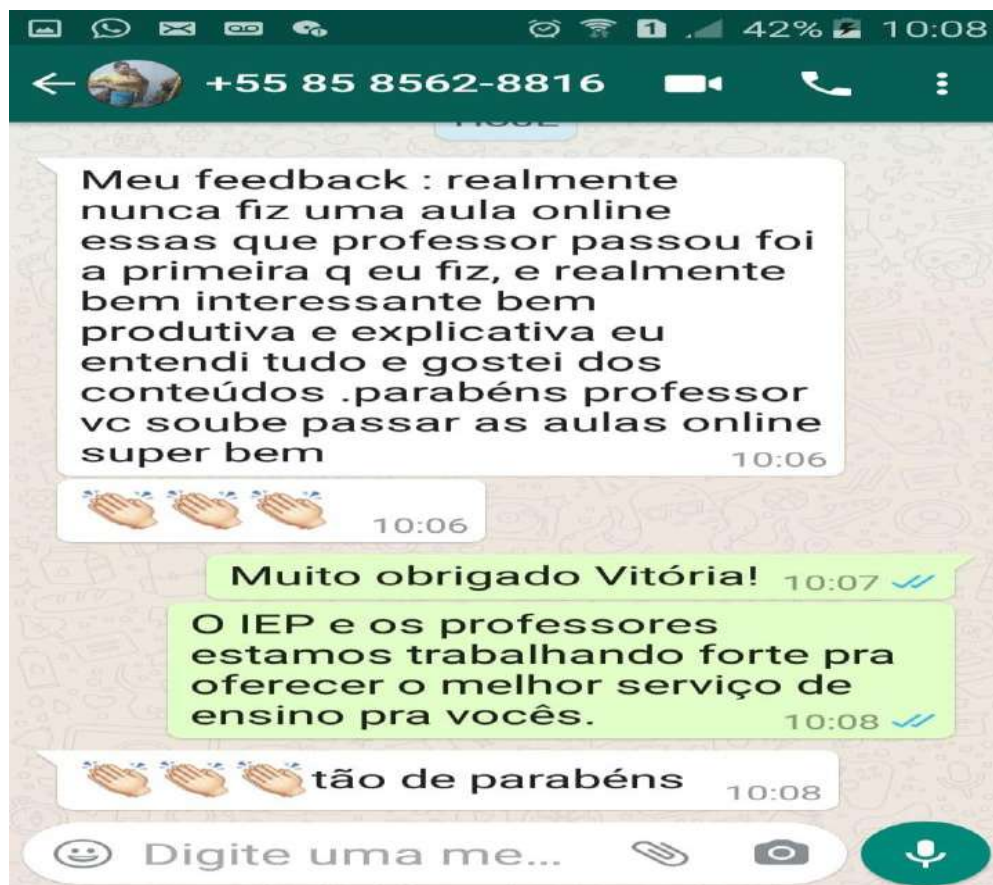 1 42% 10:08
+55 85 8562-8816
HOJE
Meu feedback : realmente
nunca fiz uma aula online
essas que professor passou foi
a primeira q eu fiz, e realmente
bem interessante bem
produtiva e explicativa eu
entendi tudo e gostei dos
conteúdos .parabéns professor
vc soube passar as aulas online
super bem 10:06
👏🏻👏🏻👏🏻 10:06
Muito obrigado Vitória! 10:07
O IEP e os professores
estamos trabalhando forte pra
oferecer o melhor serviço de
ensino pra vocês. 10:08
👏🏻👏🏻👏🏻tão de parabéns 10:08
Digite uma me...